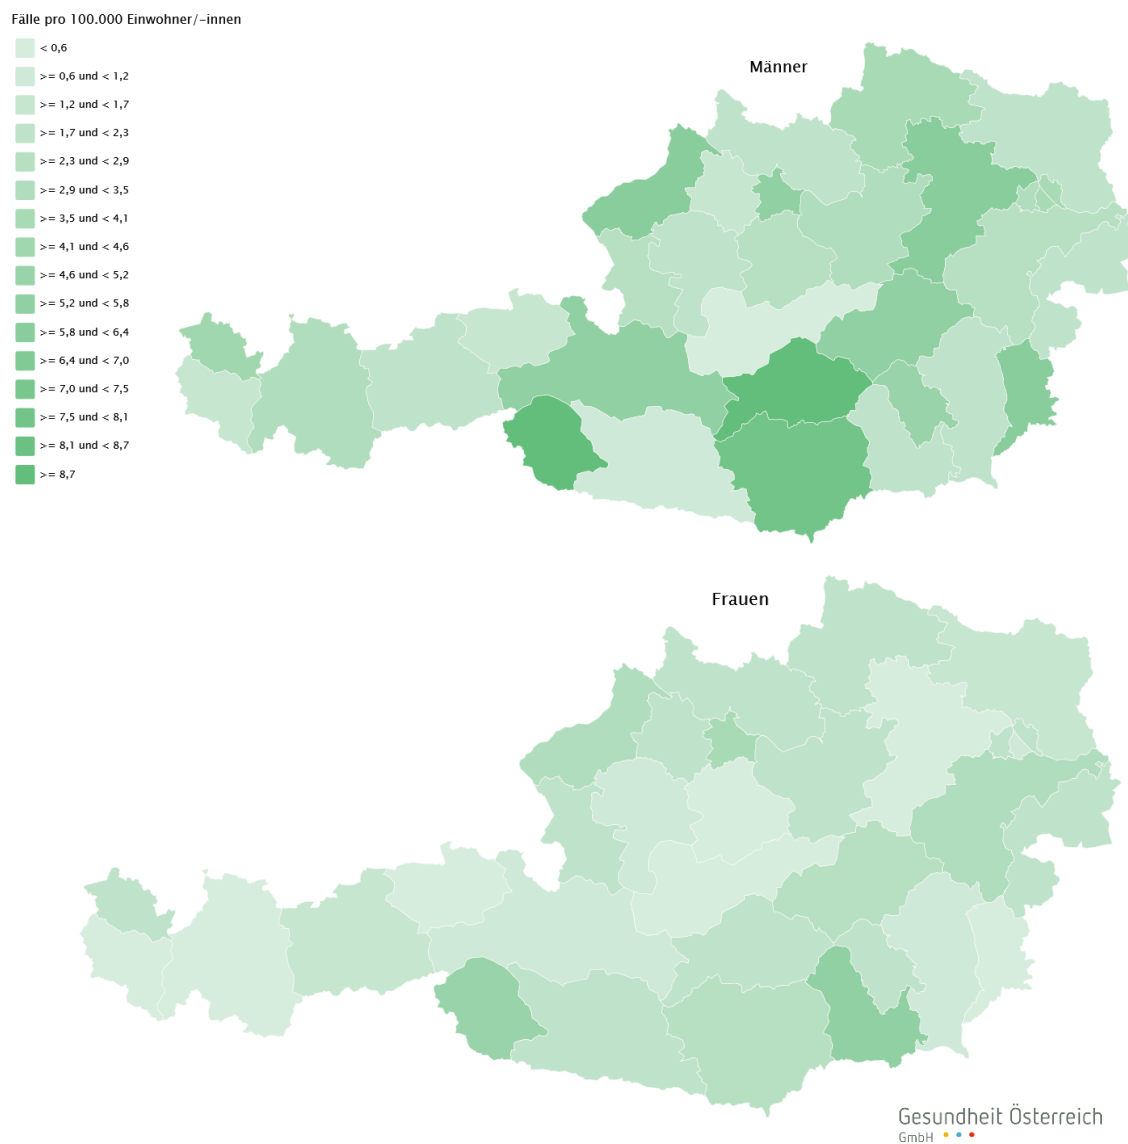 Fälle pro 100.000 Einwohner/-innen
< 0,6
>= 0,6 und < 1,2
>= 1,2 und < 1,7
>= 1,7 und < 2,3
>= 2,3 und < 2,9
>= 2,9 und < 3,5
>= 3,5 und < 4,1
>= 4,1 und < 4,6
>= 4,6 und < 5,2
>= 5,2 und < 5,8
>= 5,8 und < 6,4
>= 6,4 und < 7,0
>= 7,0 und < 7,5
>= 7,5 und < 8,1
>= 8,1 und < 8,7
>= 8,7
Männer
Frauen
Gesundheit Österreich
GmbH